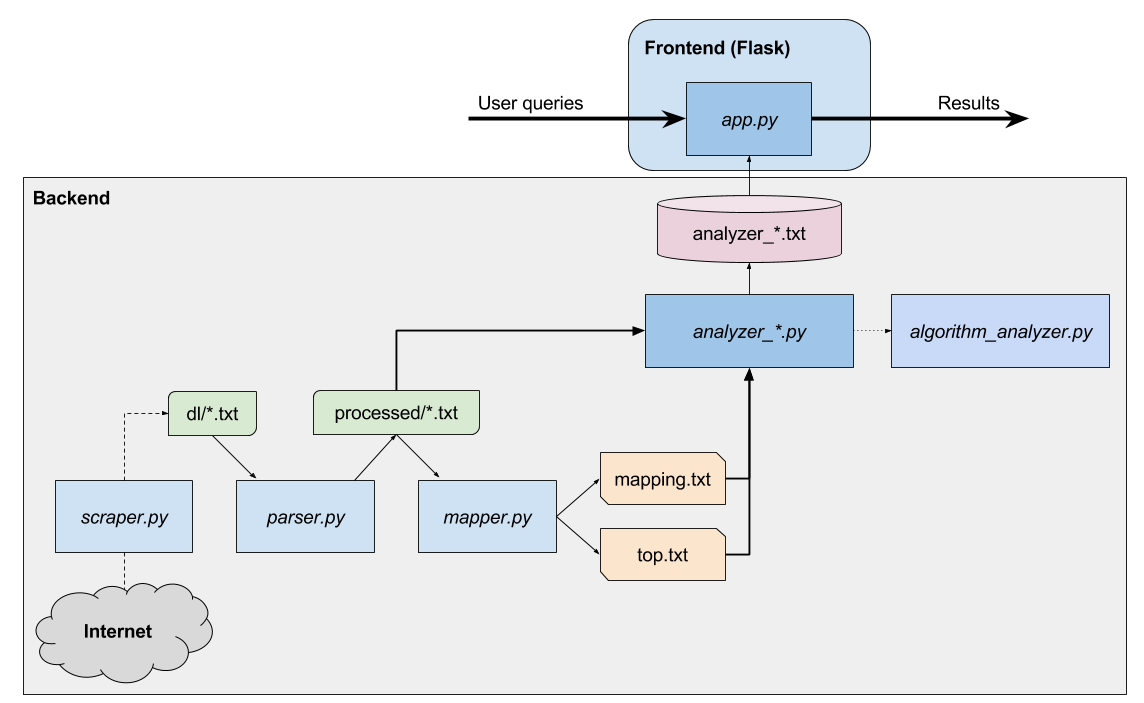 Frontend (Flask)
User queries
app.py
Results
Backend
analyzer_*.txt
analyzer_*.py
algorithm_analyzer.py
dl/*.txt
processed/*.txt
scraper.py
parser.py
mapper.py
mapping.txt
top.txt
Internet